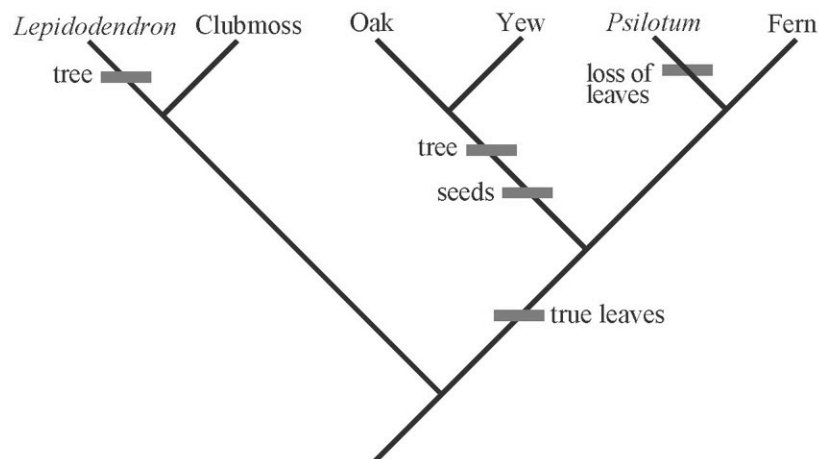 Lepidodendron Clubmoss Oak Yew Psilotum Fern
tree
loss of
leaves
tree
seeds
true leaves